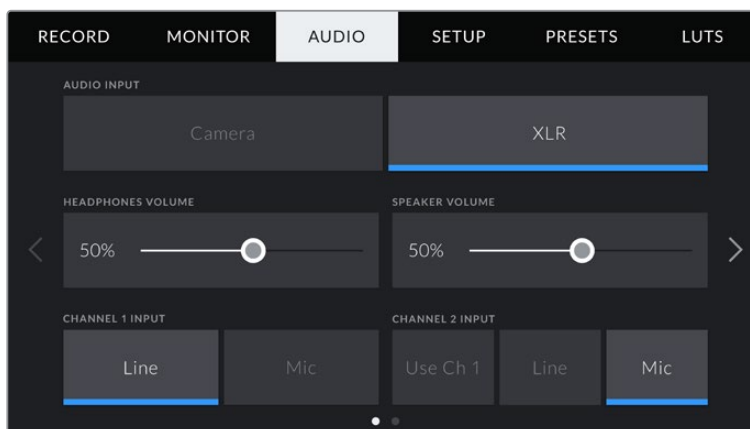 RECORD MONITOR AUDIO SETUP PRESETS LUTS
AUDIO INPUT
Camera XLR
HEADPHONES VOLUME SPEAKER VOLUME
50% 50%
CHANNEL 1 INPUT CHANNEL 2 INPUT
Line Mic Use Ch 1 Line Mic